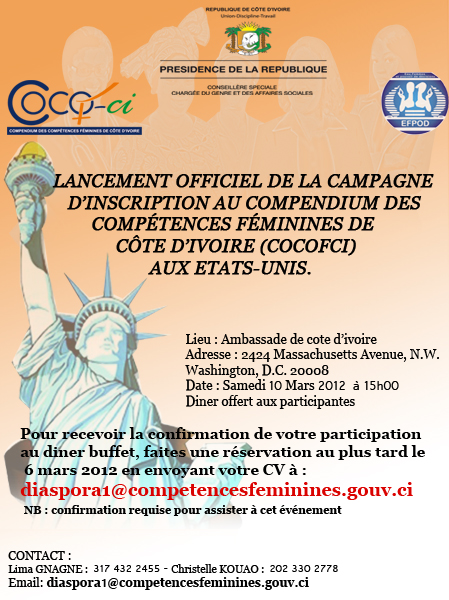 REPUBLIQUE DE CÔTE D'IVOIRE
Union-Discipline-Travail
PRESIDENCE DE LA REPUBLIQUE
CONSEILLÈRE SPECIALE
CHARGÉE DU GENRE ET DES AFFAIRES SOCIALES
COCOF-ci
COMPENDIUM DES COMPÉTENCES FÉMININES DE CÔTE D'IVOIRE
EFPOD
LANCEMENT OFFICIEL DE LA CAMPAGNE
D'INSCRIPTION AU COMPENDIUM DES
COMPÉTENCES FÉMININES DE
CÔTE D'IVOIRE (COCOFCI)
AUX ETATS-UNIS.
Lieu : Ambassade de cote d'ivoire
Adresse : 2424 Massachusetts Avenue, N.W.
Washington, D.C. 20008
Date : Samedi 10 Mars 2012 à 15h00
Diner offert aux participantes
Pour recevoir la confirmation de votre participation
au dîner buffet, faites une réservation au plus tard le
6 mars 2012 en envoyant votre CV à :
diaspora1@competencesfeminines.gouv.ci
NB : confirmation requise pour assister à cet événement
CONTACT :
Lima GNAGNE : 317 432 2455 - Christelle KOUAO : 202 330 2778
Email: diaspora1@competencesfeminines.gouv.ci